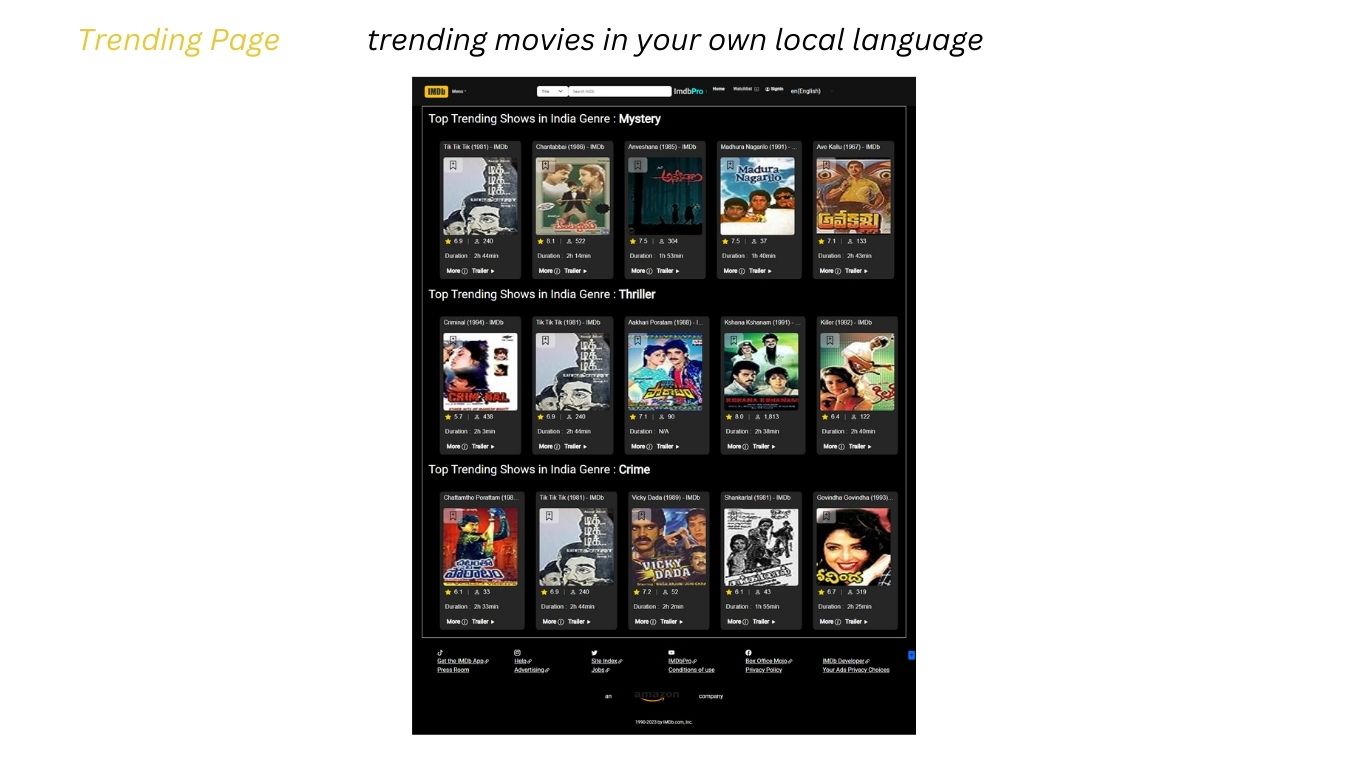 Trending Page trending movies in your own local language
IMDb Menu Title Search IMDb ImdbPro Home Watchlist Signin en(English)
Top Trending Shows in India Genre : Mystery
Tik Tik Tik (1981) - IMDb Chantabbai (1986) - IMDb Anveshana (1985) - IMDb Madhura Nagarilo (1991) - ... Ave Kallu (1967) - IMDb
டிக்
டிக்
டிக்
అన్వేషణ
Madura
Nagarilo
అవేకళ్లు
6.9 | 240 8.1 | 522 7.5 | 304 7.5 | 37 7.1 | 133
Duration : 2h 44min Duration : 2h 14min Duration : 1h 53min Duration : 1h 40min Duration : 2h 43min
More Trailer More Trailer More Trailer More Trailer More Trailer
Top Trending Shows in India Genre : Thriller
Criminal (1994) - IMDb Tik Tik Tik (1981) - IMDb Aakhari Poratam (1988) - I... Kshana Kshanam (1991) - ... Killer (1992) - IMDb
CRIMINAL
KSHANA KSHANAM
5.7 | 438 6.9 | 240 7.1 | 90 8.0 | 1,813 6.4 | 122
Duration : 2h 3min Duration : 2h 44min Duration : N/A Duration : 2h 38min Duration : 2h 40min
More Trailer More Trailer More Trailer More Trailer More Trailer
Top Trending Shows in India Genre : Crime
Chattamtho Porattam (198... Tik Tik Tik (1981) - IMDb Vicky Dada (1989) - IMDb Shankarlal (1981) - IMDb Govindha Govindha (1993)...
VICKY
DADA
6.1 | 33 6.9 | 240 7.2 | 52 6.1 | 43 6.7 | 319
Duration : 2h 33min Duration : 2h 44min Duration : 2h 2min Duration : 1h 55min Duration : 2h 25min
More Trailer More Trailer More Trailer More Trailer More Trailer
Get the IMDb App Help Site Index IMDbPro Box Office Mojo IMDb Developer
Press Room Advertising Jobs Conditions of use Privacy Policy Your Ads Privacy Choices
an amazon company
1990-2023 by IMDb.com, Inc.